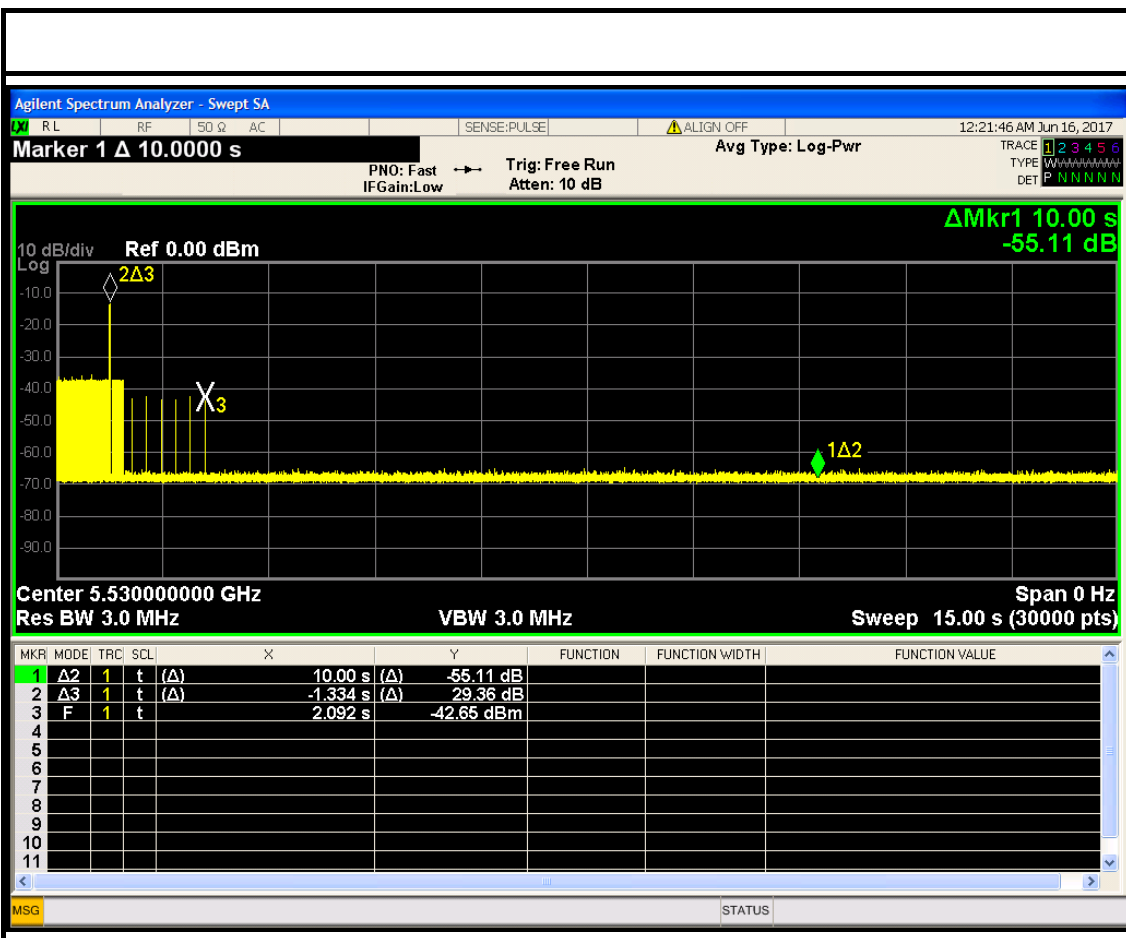 Agilent Spectrum Analyzer - Swept SA
LXI RL RF 50 Ω AC SENSE:PULSE ALIGN OFF 12:21:46 AM Jun 16, 2017
Marker 1 Δ 10.0000 s
PNO: Fast
IFGain:Low
Trig: Free Run
Atten: 10 dB
Avg Type: Log-Pwr
TRACE 1 2 3 4 5 6
TYPE WWWWWW
DET P N N N N N
ΔMkr1 10.00 s
-55.11 dB
10 dB/div Ref 0.00 dBm
Log
2Δ3
-10.0
-20.0
-30.0
-40.0
3
-50.0
-60.0
1Δ2
-70.0
-80.0
-90.0
Center 5.530000000 GHz Span 0 Hz
Res BW 3.0 MHz VBW 3.0 MHz Sweep 15.00 s (30000 pts)
MKR MODE TRC SCL X Y FUNCTION FUNCTION WIDTH FUNCTION VALUE
1 Δ2 1 t (Δ) 10.00 s (Δ) -55.11 dB
2 Δ3 1 t (Δ) -1.334 s (Δ) 29.36 dB
3 F 1 t 2.092 s -42.65 dBm
4
5
6
7
8
9
10
11
MSG STATUS